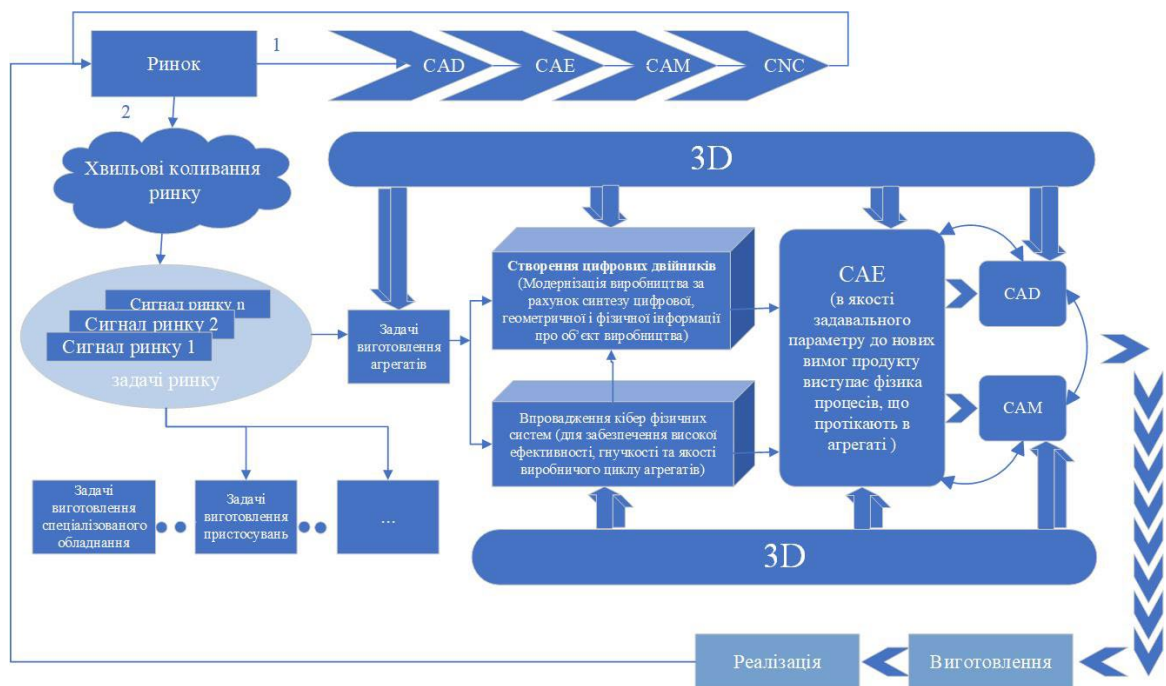 1
Ринок
CAD
CAE
CAM
CNC
2
Хвильові коливання
ринку
3D
Сигнал ринку n
Сигнал ринку 2
Сигнал ринку 1
задачі ринку
Задачі
виготовлення
агрегатів
Створення цифрових двійників
(Модернізація виробництва за
рахунок синтезу цифрової,
геометричної і фізичної інформації
про об’єкт виробництва)
Впровадження кібер фізичних
систем (для забезпечення високої
ефективності, гнучкості та якості
виробничого циклу агрегатів)
CAE
(в якості
задавального
параметру до нових
вимог продукту
виступає фізика
процесів, що
протікають в
агрегаті )
CAD
CAM
Задачі
виготовлення
спеціалізованого
обладнання
Задачі
виготовлення
пристосувань
...
3D
Реалізація
Виготовлення